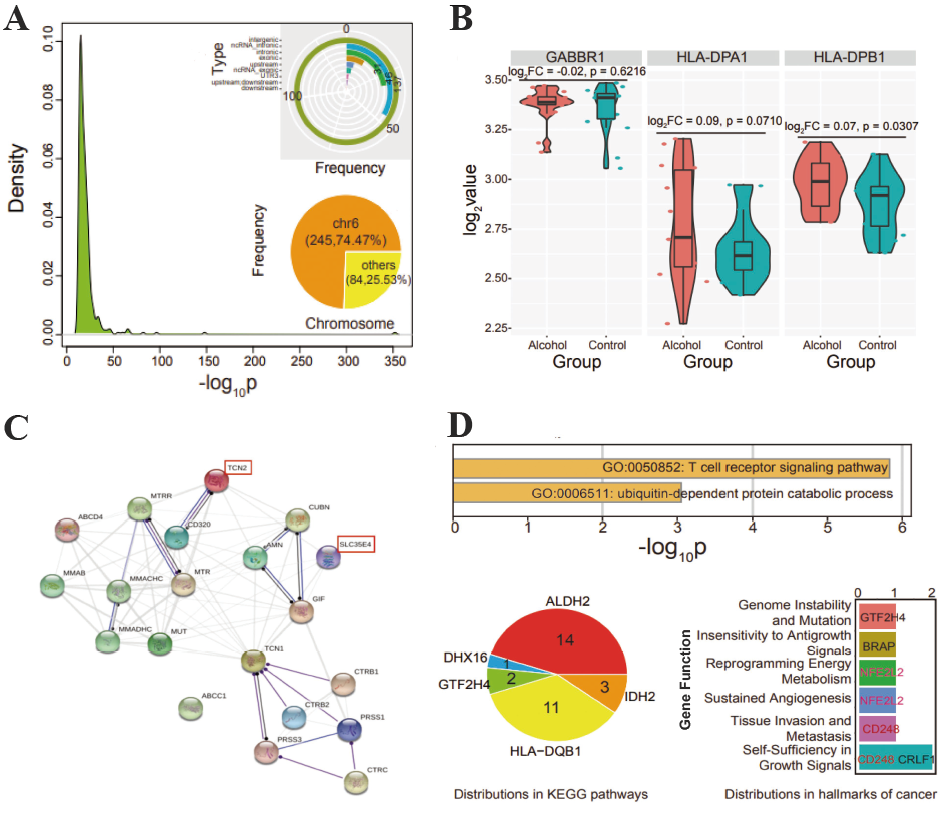 A
0.10
0.08
0.06
0.04
0.02
0.00
Density
0
50
100
150
200
250
300
350
-log10p
Type
intergenic
ncRNA_intronic
intronic
exonic
upstream
ncRNA_exonic
UTR3
upstream;downstream
downstream
0
137
50
100
Frequency
Frequency
chr6
(245,74.47%)
others
(84,25.53%)
Chromosome
B
GABBR1
HLA-DPA1
HLA-DPB1
log2FC = -0.02, p = 0.6216
log2FC = 0.09, p = 0.0710
log2FC = 0.07, p = 0.0307
3.50
3.25
3.00
2.75
2.50
2.25
log2value
Alcohol
Control
Alcohol
Control
Alcohol
Control
Group
Group
Group
C
TCN2
MTRR
CUBN
ABCD4
CD320
AMN
SLC35E4
MMAB
MMACHC
MTR
GIF
MMADHC
MUT
TCN1
CTRB1
ABCC1
CTRB2
PRSS1
PRSS3
CTRC
D
GO:0050852: T cell receptor signaling pathway
GO:0006511: ubiquitin-dependent protein catabolic process
0
1
2
3
4
5
6
-log10p
ALDH2
14
DHX16
1
GTF2H4
2
3
IDH2
11
HLA-DQB1
Distributions in KEGG pathways
Gene Function
0
1
2
Genome Instability
and Mutation
GTF2H4
Insensitivity to Antigrowth
Signals
BRAP
Reprogramming Energy
Metabolism
NFE2L2
Sustained Angiogenesis
NFE2L2
Tissue Invasion and
Metastasis
CD248
Self-Sufficiency in
Growth Signals
CD248 CRLF1
Distributions in hallmarks of cancer